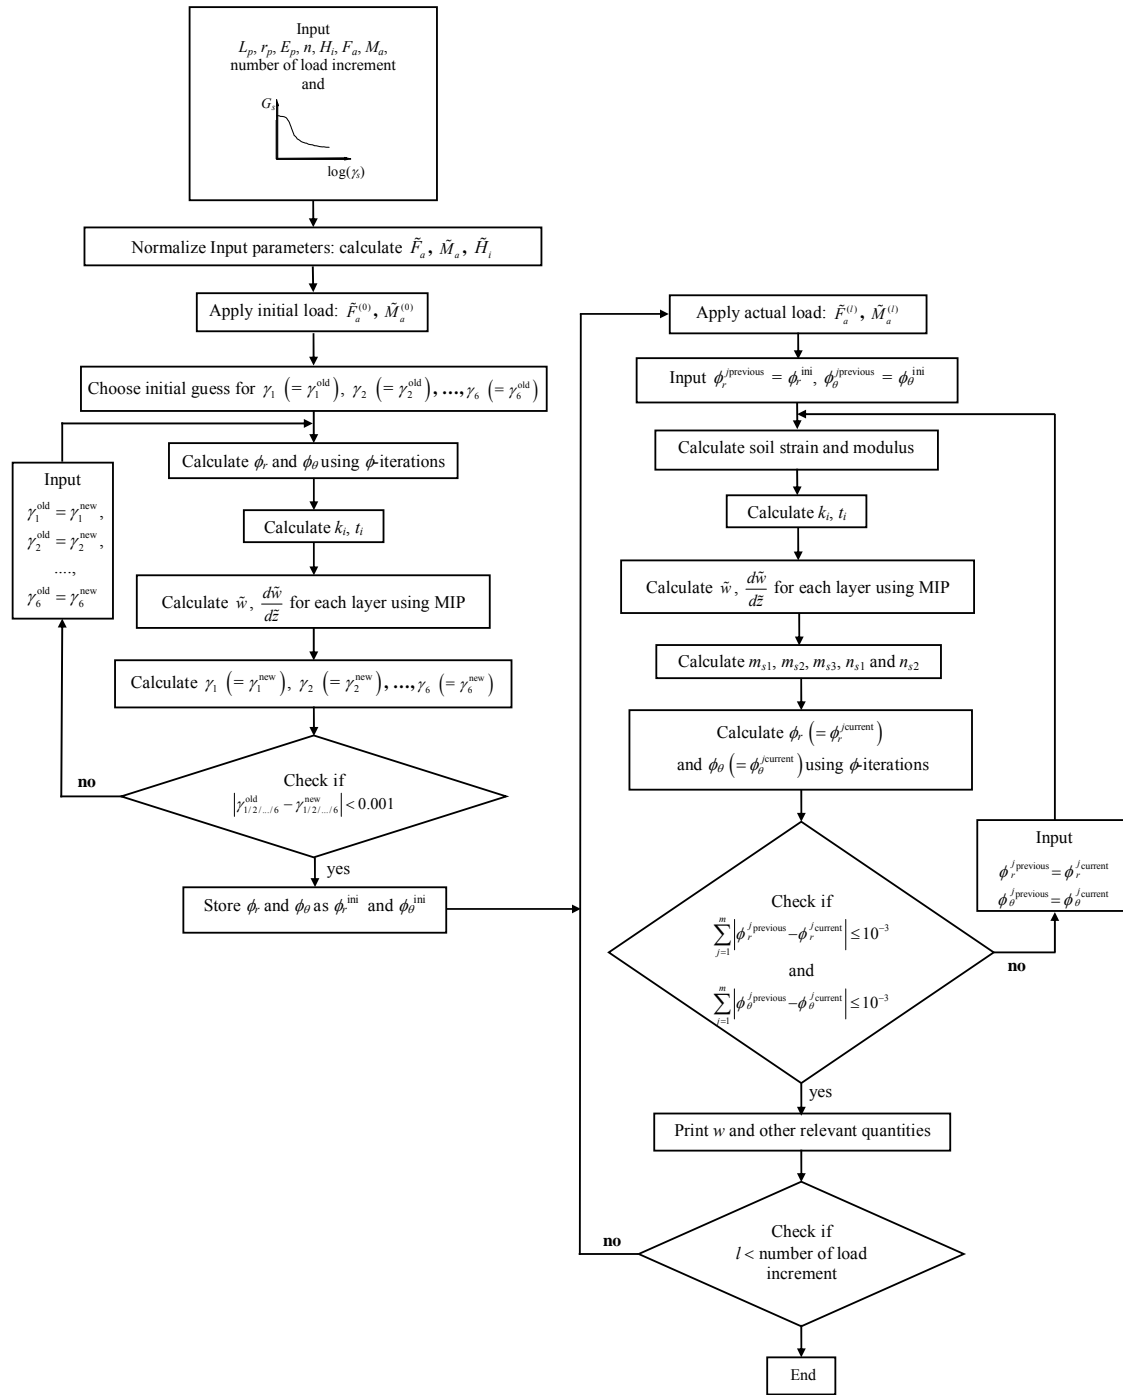 Input
L_p, r_p, E_p, n, H_i, F_a, M_a,
number of load increment
and
G_s
log(γ_s)
Normalize Input parameters: calculate F̃_a, M̃_a, H̃_i
Apply initial load: F̃_a^(0), M̃_a^(0)
Choose initial guess for γ_1 (= γ_1^old), γ_2 (= γ_2^old), ..., γ_6 (= γ_6^old)
Calculate ϕ_r and ϕ_θ using ϕ-iterations
Input
γ_1^old = γ_1^new,
γ_2^old = γ_2^new,
....,
γ_6^old = γ_6^new
Calculate k_i, t_i
Calculate w̃, dw̃/dz̃ for each layer using MIP
Calculate γ_1 (= γ_1^new), γ_2 (= γ_2^new), ..., γ_6 (= γ_6^new)
no
Check if
|γ_1/2/.../6^old − γ_1/2/.../6^new| < 0.001
yes
Store ϕ_r and ϕ_θ as ϕ_r^ini and ϕ_θ^ini
Apply actual load: F̃_a^(l), M̃_a^(l)
Input ϕ_r^jprevious = ϕ_r^ini, ϕ_θ^jprevious = ϕ_θ^ini
Calculate soil strain and modulus
Calculate k_i, t_i
Calculate w̃, dw̃/dz̃ for each layer using MIP
Calculate m_s1, m_s2, m_s3, n_s1 and n_s2
Calculate ϕ_r (= ϕ_r^jcurrent)
and ϕ_θ (= ϕ_θ^jcurrent) using ϕ-iterations
Input
ϕ_r^jprevious = ϕ_r^jcurrent
ϕ_θ^jprevious = ϕ_θ^jcurrent
Check if
∑_{j=1}^m |ϕ_r^jprevious − ϕ_r^jcurrent| ≤ 10^−3
and
∑_{j=1}^m |ϕ_θ^jprevious − ϕ_θ^jcurrent| ≤ 10^−3
no
yes
Print w and other relevant quantities
no
Check if
l < number of load
increment
End